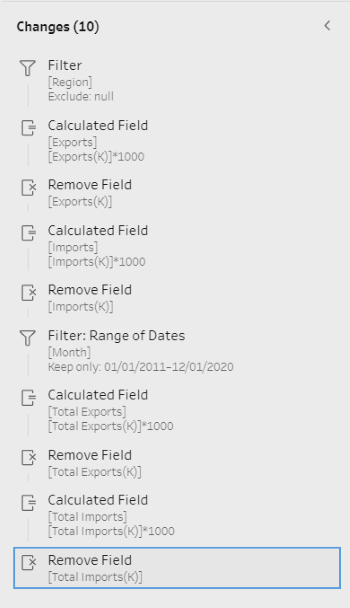 Changes (10)
Filter
[Region]
Exclude: null
Calculated Field
[Exports]
[Exports(K)]*1000
Remove Field
[Exports(K)]
Calculated Field
[Imports]
[Imports(K)]*1000
Remove Field
[Imports(K)]
Filter: Range of Dates
[Month]
Keep only: 01/01/2011–12/01/2020
Calculated Field
[Total Exports]
[Total Exports(K)]*1000
Remove Field
[Total Exports(K)]
Calculated Field
[Total Imports]
[Total Imports(K)]*1000
Remove Field
[Total Imports(K)]